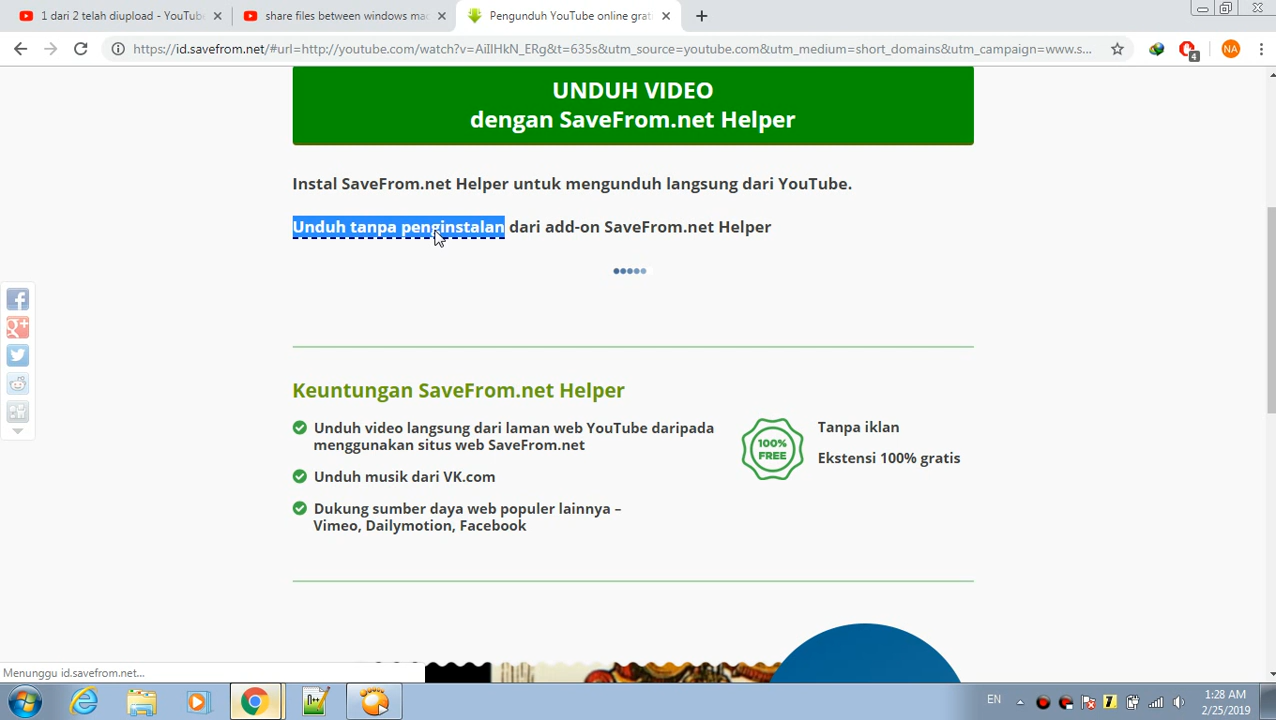 1 dari 2 telah diupload - YouTube
share files between windows mac
Pengunduh YouTube online grati
https://id.savefrom.net/#url=http://youtube.com/watch?v=AiIHkN_ERg&t=635s&utm_source=youtube.com&utm_medium=short_domains&utm_campaign=www.s...
NA
4
UNDUH VIDEO
dengan SaveFrom.net Helper
Instal SaveFrom.net Helper untuk mengunduh langsung dari YouTube.
Unduh tanpa penginstalan dari add-on SaveFrom.net Helper
Keuntungan SaveFrom.net Helper
Unduh video langsung dari laman web YouTube daripada
menggunakan situs web SaveFrom.net
Unduh musik dari VK.com
Dukung sumber daya web populer lainnya –
Vimeo, Dailymotion, Facebook
100%
FREE
Tanpa iklan
Ekstensi 100% gratis
Menunggu id.savefrom.net...
EN
7
1:28 AM
2/25/2019